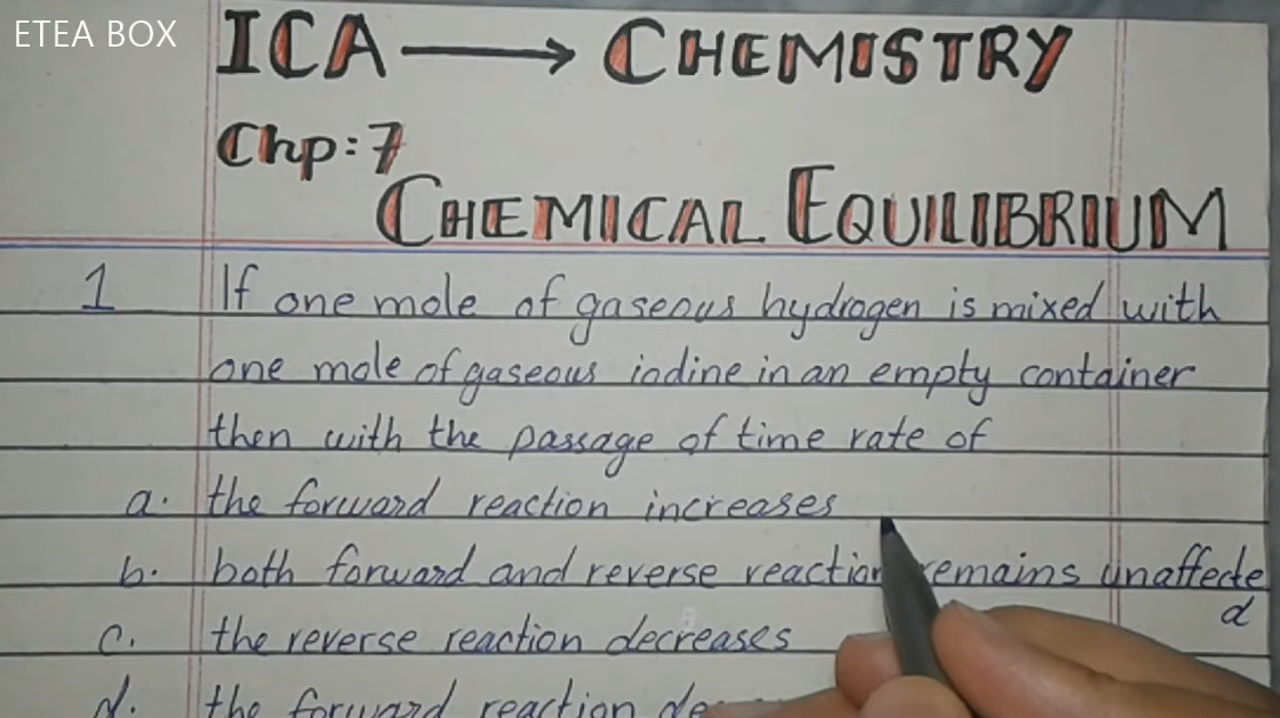 ETEA BOX
ICA → CHEMISTRY
Chp: 7
CHEMICAL EQUILIBRIUM
1 If one mole of gaseous hydrogen is mixed with
one mole of gaseous iodine in an empty container
then with the passage of time rate of
a. the forward reaction increases
b. both forward and reverse reaction remains unaffected
c. the reverse reaction decreases
d. the forward reaction